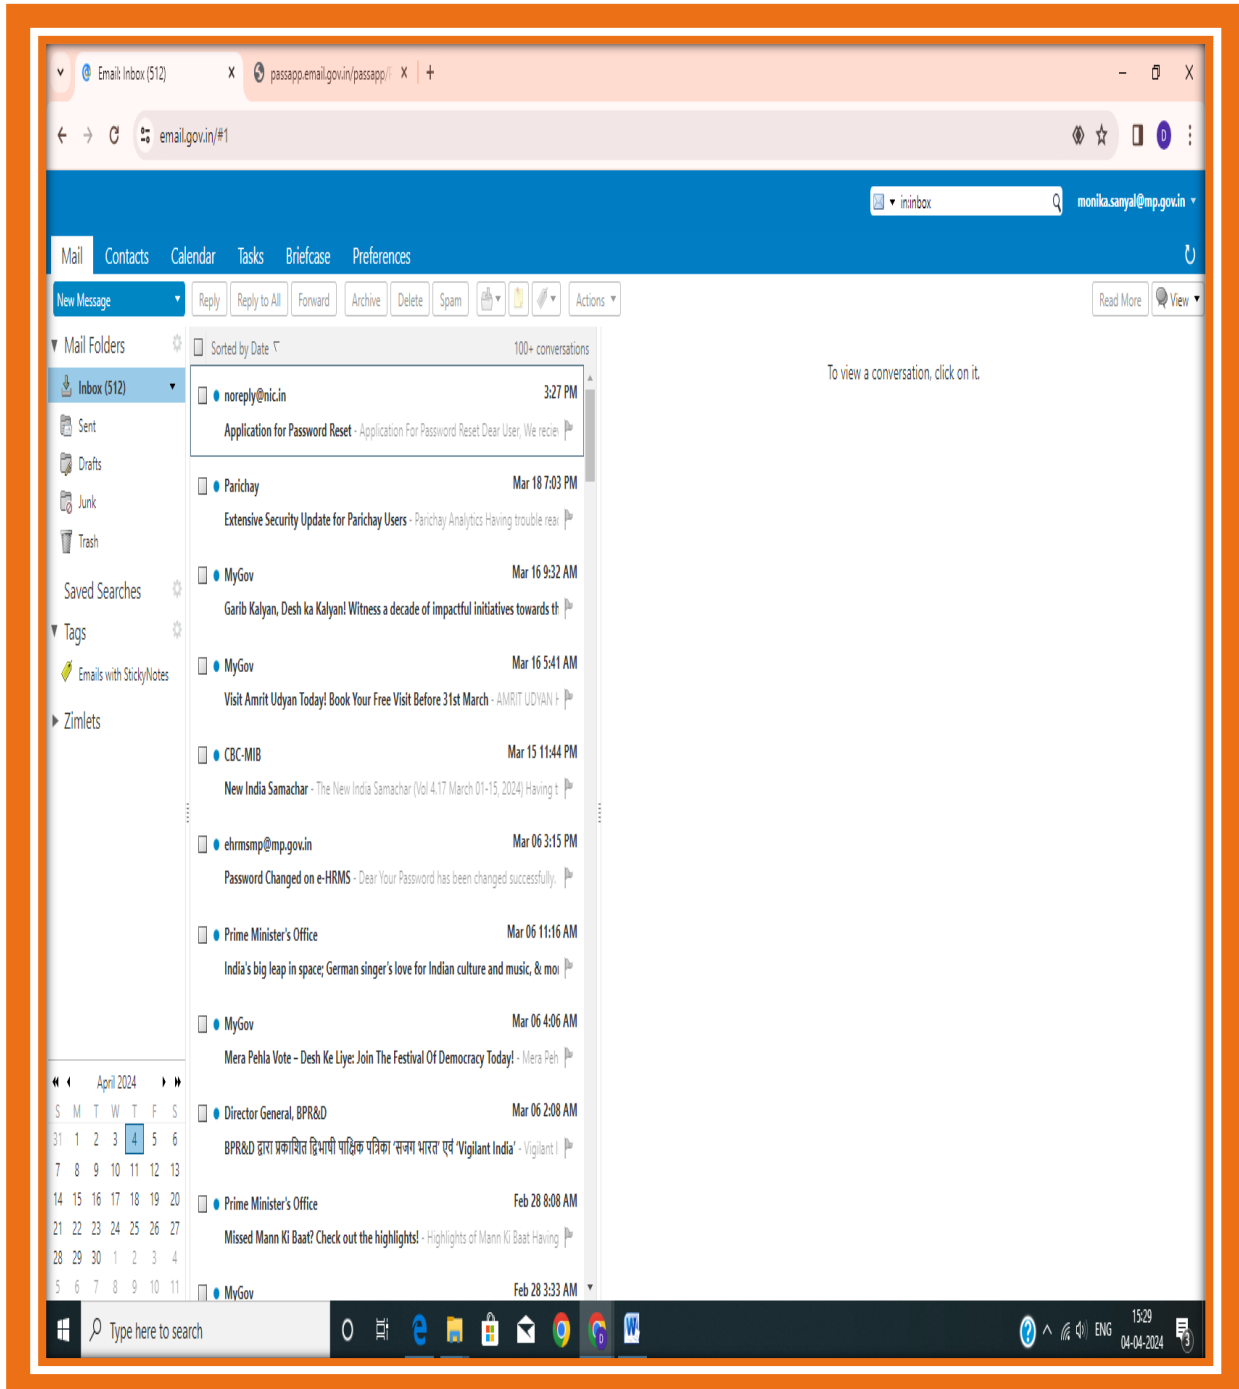 Email: Inbox (512) X passapp.email.gov.in/passapp/ X +
email.gov.in/#1 D
in:inbox monika.sanyal@mp.gov.in
Mail Contacts Calendar Tasks Briefcase Preferences
New Message Reply Reply to All Forward Archive Delete Spam Actions Read More View
Mail Folders
Inbox (512)
Sent
Drafts
Junk
Trash
Saved Searches
Tags
Emails with StickyNotes
Zimlets
Sorted by Date 100+ conversations
noreply@nic.in 3:27 PM
Application for Password Reset - Application For Password Reset Dear User, We reciev
Parichay Mar 18 7:03 PM
Extensive Security Update for Parichay Users - Parichay Analytics Having trouble rea
MyGov Mar 16 9:32 AM
Garib Kalyan, Desh ka Kalyan! Witness a decade of impactful initiatives towards th
MyGov Mar 16 5:41 AM
Visit Amrit Udyan Today! Book Your Free Visit Before 31st March - AMRIT UDYAN
CBC-MIB Mar 15 11:44 PM
New India Samachar - The New India Samachar (Vol 4.17 March 01-15, 2024) Having t
ehrmsmp@mp.gov.in Mar 06 3:15 PM
Password Changed on e-HRMS - Dear Your Password has been changed successfully.
Prime Minister's Office Mar 06 11:16 AM
India's big leap in space; German singer's love for Indian culture and music, & mo
MyGov Mar 06 4:06 AM
Mera Pehla Vote – Desh Ke Liye: Join The Festival Of Democracy Today! - Mera Peh
Director General, BPR&D Mar 06 2:08 AM
BPR&D द्वारा प्रकाशित द्विभाषी पाक्षिक पत्रिका 'सजग भारत' एवं 'Vigilant India' - Vigilant I
Prime Minister's Office Feb 28 8:08 AM
Missed Mann Ki Baat? Check out the highlights! - Highlights of Mann Ki Baat Having
MyGov Feb 28 3:33 AM
To view a conversation, click on it.
April 2024
S M T W T F S
31 1 2 3 4 5 6
7 8 9 10 11 12 13
14 15 16 17 18 19 20
21 22 23 24 25 26 27
28 29 30 1 2 3 4
5 6 7 8 9 10 11
Type here to search D W ENG 15:29
04-04-2024 3